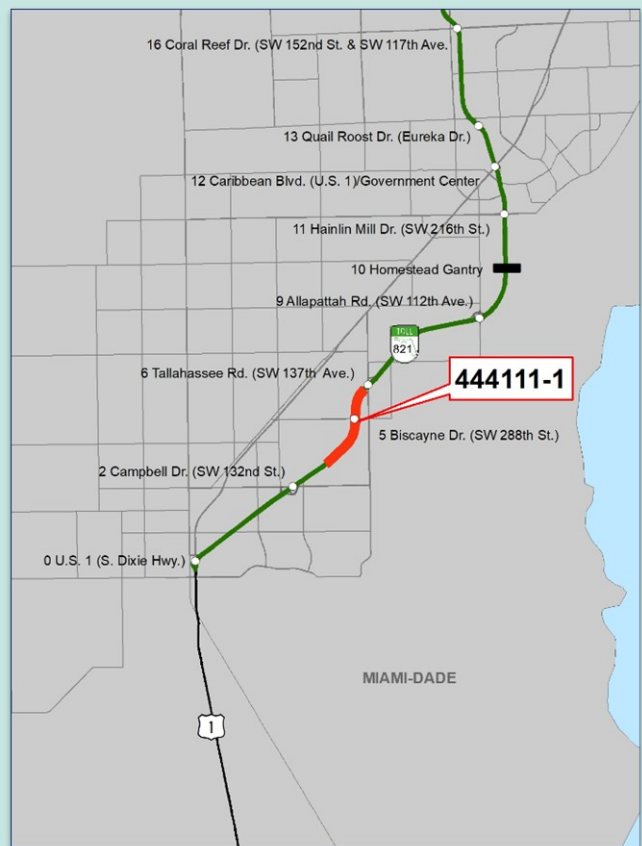 16 Coral Reef Dr. (SW 152nd St. & SW 117th Ave.
13 Quail Roost Dr. (Eureka Dr.)
12 Caribbean Blvd. (U.S. 1)/Government Center
11 Hainlin Mill Dr. (SW 216th St.)
10 Homestead Gantry
9 Allapattah Rd. (SW 112th Ave.)
TOLL
821
6 Tallahassee Rd. (SW 137th Ave.)
444111-1
5 Biscayne Dr. (SW 288th St.)
2 Campbell Dr. (SW 132nd St.)
0 U.S. 1 (S. Dixie Hwy.)
MIAMI-DADE
1